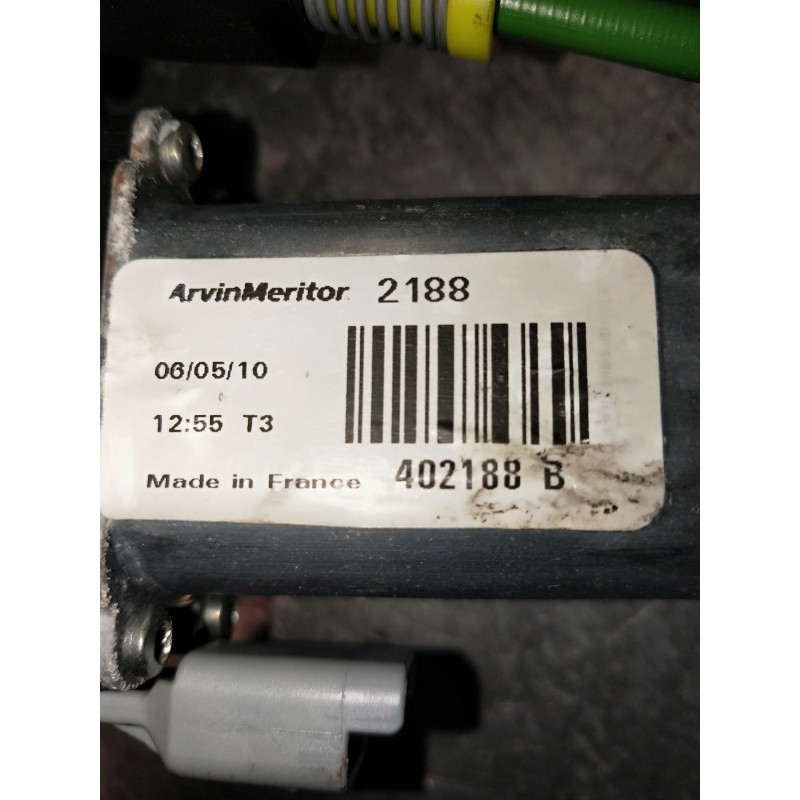 ArvinMeritor 2188
06/05/10
12:55 T3
Made in France 402188 B